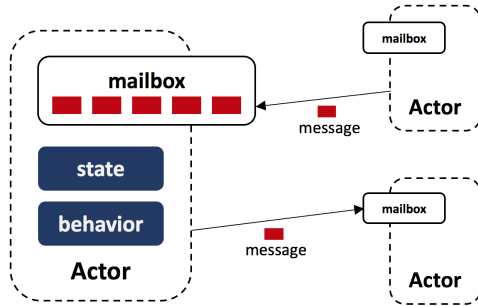 mailbox
state
behavior
Actor
message
message
mailbox
Actor
mailbox
Actor